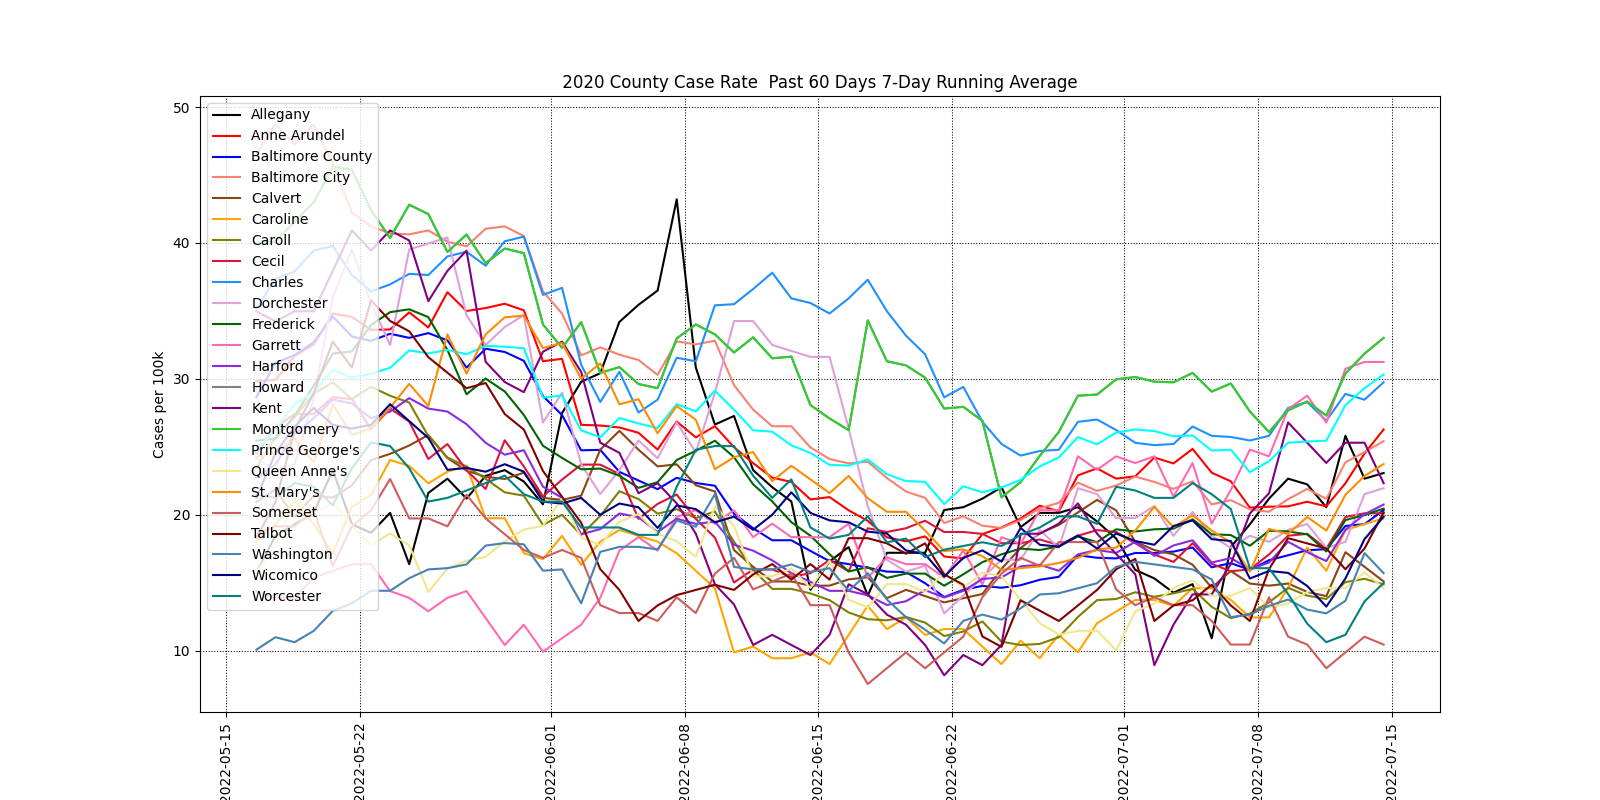 2020 County Case Rate  Past 60 Days 7-Day Running Average
Cases per 100k
50
40
30
20
10
Allegany
Anne Arundel
Baltimore County
Baltimore City
Calvert
Caroline
Caroll
Cecil
Charles
Dorchester
Frederick
Garrett
Harford
Howard
Kent
Montgomery
Prince George's
Queen Anne's
St. Mary's
Somerset
Talbot
Washington
Wicomico
Worcester
2022-05-15
2022-05-22
2022-06-01
2022-06-08
2022-06-15
2022-06-22
2022-07-01
2022-07-08
2022-07-15